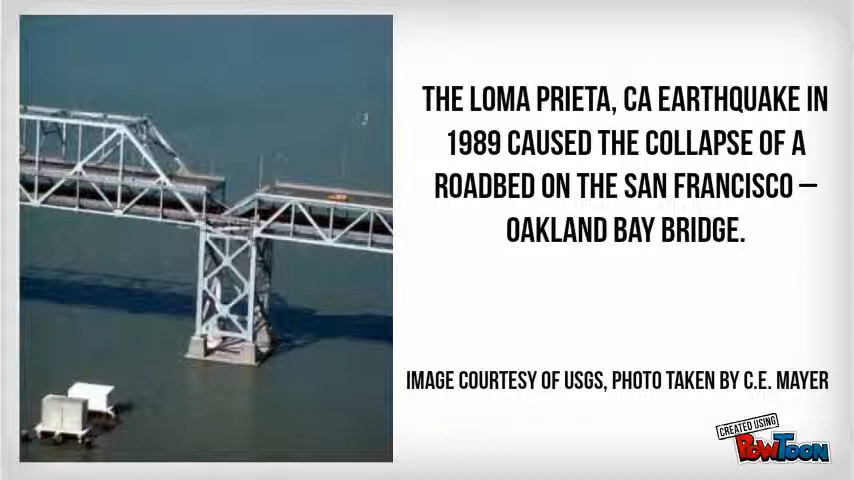 THE LOMA PRIETA, CA EARTHQUAKE IN
1989 CAUSED THE COLLAPSE OF A
ROADBED ON THE SAN FRANCISCO –
OAKLAND BAY BRIDGE.
IMAGE COURTESY OF USGS, PHOTO TAKEN BY C.E. MAYER
CREATED USING
POWTOON